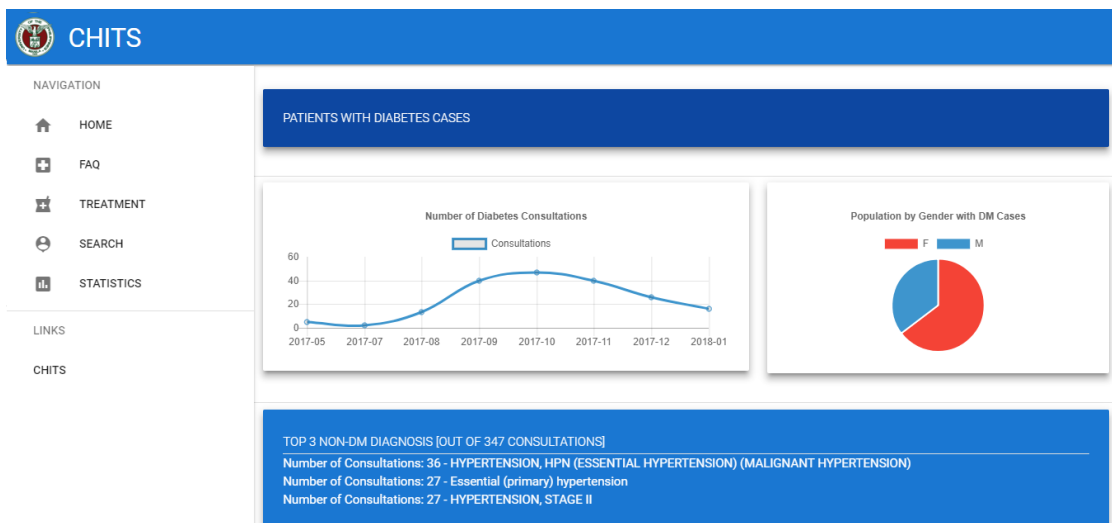 CHITS
NAVIGATION
HOME
FAQ
TREATMENT
SEARCH
STATISTICS
LINKS
CHITS
PATIENTS WITH DIABETES CASES
Number of Diabetes Consultations
Consultations
60
40
20
0
2017-05 2017-07 2017-08 2017-09 2017-10 2017-11 2017-12 2018-01
Population by Gender with DM Cases
F M
TOP 3 NON-DM DIAGNOSIS [OUT OF 347 CONSULTATIONS]
Number of Consultations: 36 - HYPERTENSION, HPN (ESSENTIAL HYPERTENSION) (MALIGNANT HYPERTENSION)
Number of Consultations: 27 - Essential (primary) hypertension
Number of Consultations: 27 - HYPERTENSION, STAGE II